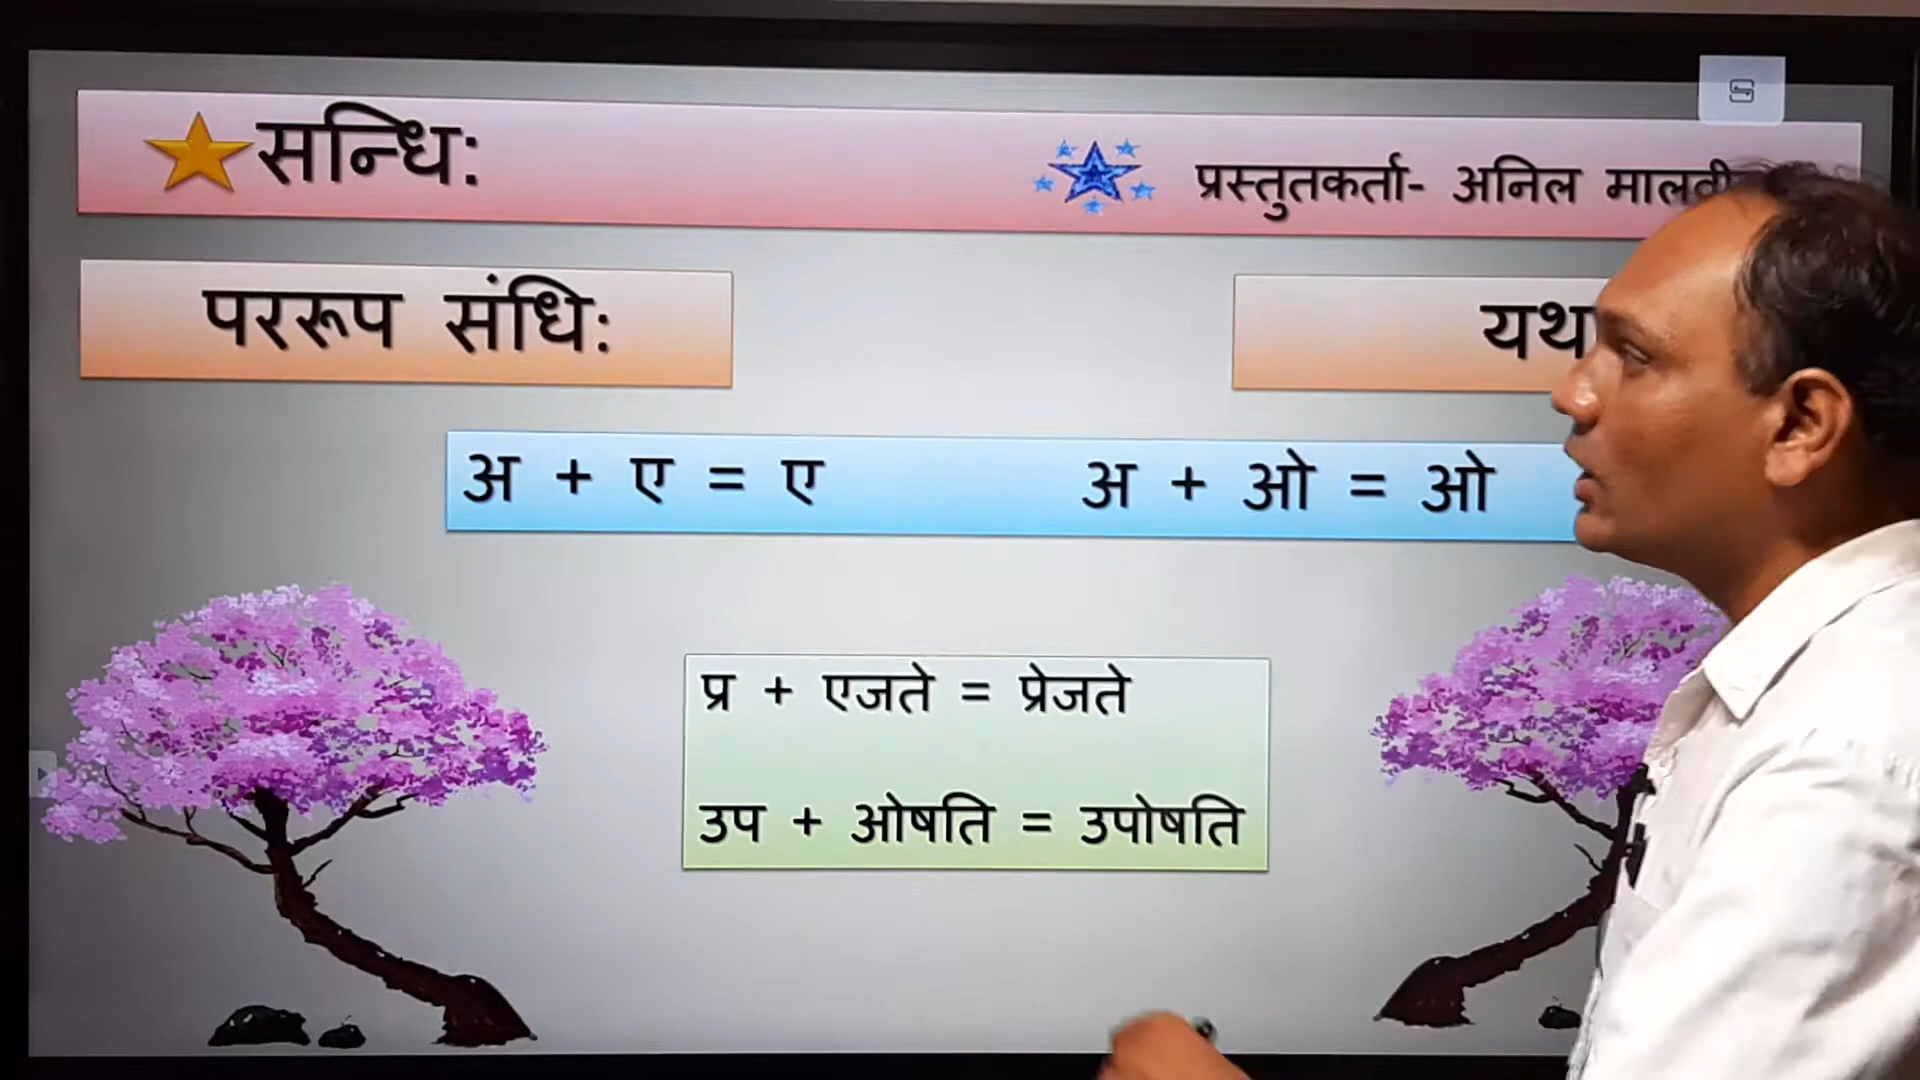 सन्धि:
प्रस्तुतकर्ता- अनिल
पररूप संधि:
अ + ए = ए अ + ओ = ओ
प्र + एजते = प्रेजते
उप + ओषति = उपोषति